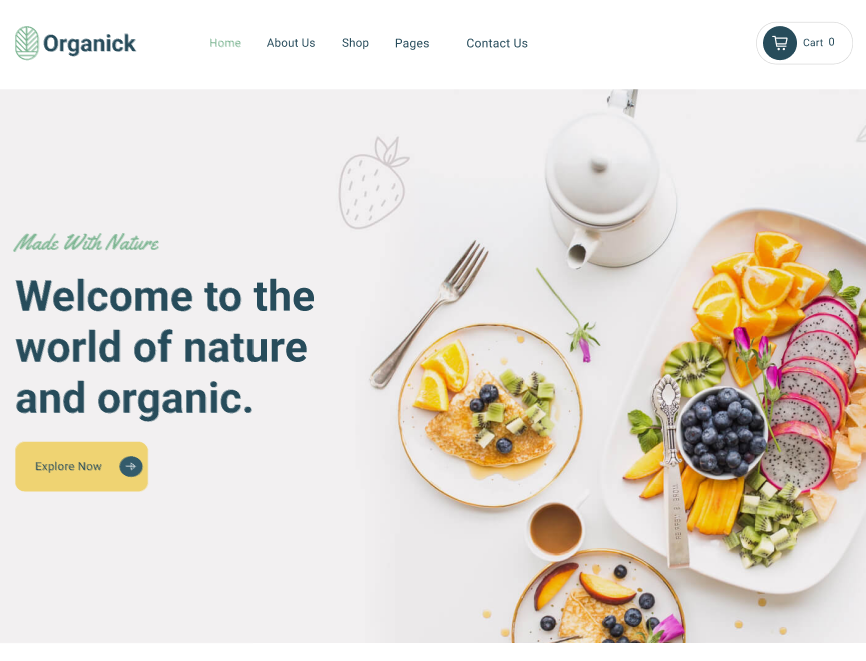 Organick
Home About Us Shop Pages Contact Us
Cart 0
Made With Nature
Welcome to the
world of nature
and organic.
Explore Now